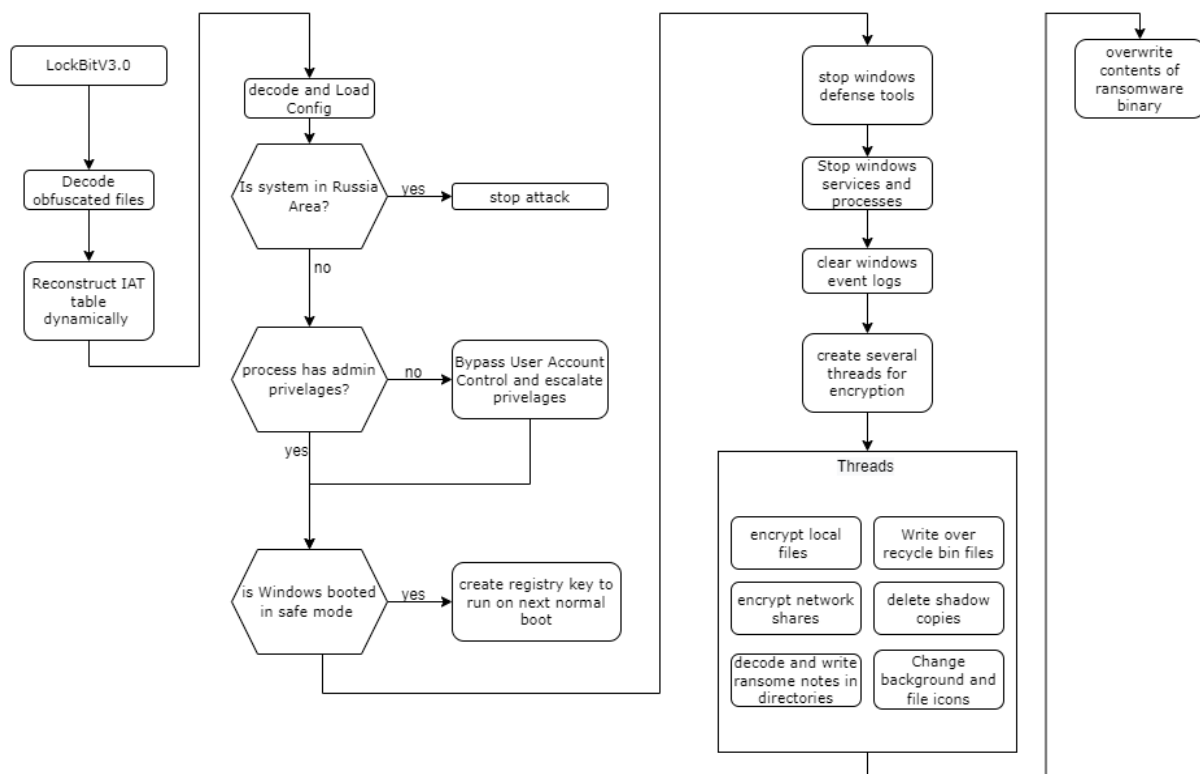 LockBitV3.0
Decode
obfuscated files
Reconstruct IAT
table
dynamically
decode and Load
Config
Is system in Russia
Area?
yes
stop attack
no
process has admin
privelages?
no
Bypass User Account
Control and escalate
privelages
yes
is Windows booted
in safe mode
yes
create registry key to
run on next normal
boot
stop windows
defense tools
Stop windows
services and
processes
clear windows
event logs
create several
threads for
encryption
Threads
encrypt local
files
Write over
recycle bin files
encrypt network
shares
delete shadow
copies
decode and write
ransome notes in
directories
Change
background and
file icons
overwrite
contents of
ransomware
binary